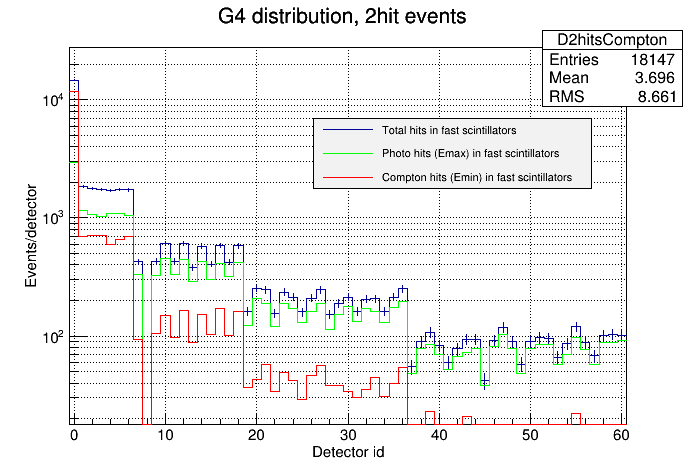 G4 distribution, 2hit events
D2hitsCompton
Entries 18147
Mean 3.696
RMS 8.661
Total hits in fast scintillators
Photo hits (Emax) in fast scintillators
Compton hits (Emin) in fast scintillators
Events/detector
10⁴
10³
10²
0 10 20 30 40 50 60
Detector id